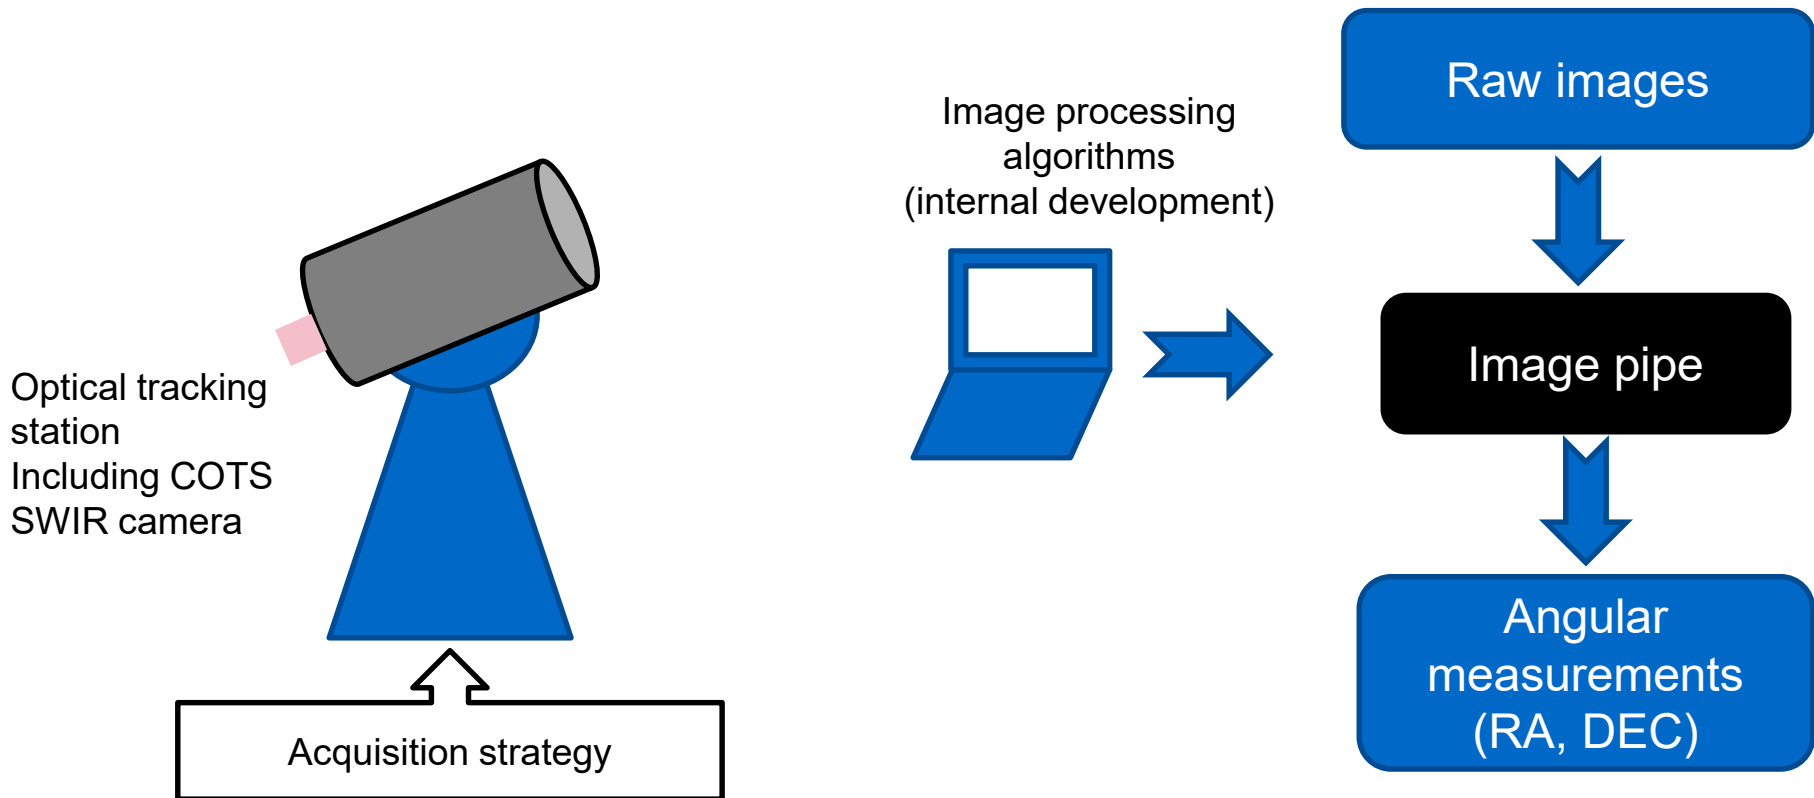 Optical tracking
station
Including COTS
SWIR camera
Acquisition strategy
Image processing
algorithms
(internal development)
Raw images
Image pipe
Angular
measurements
(RA, DEC)